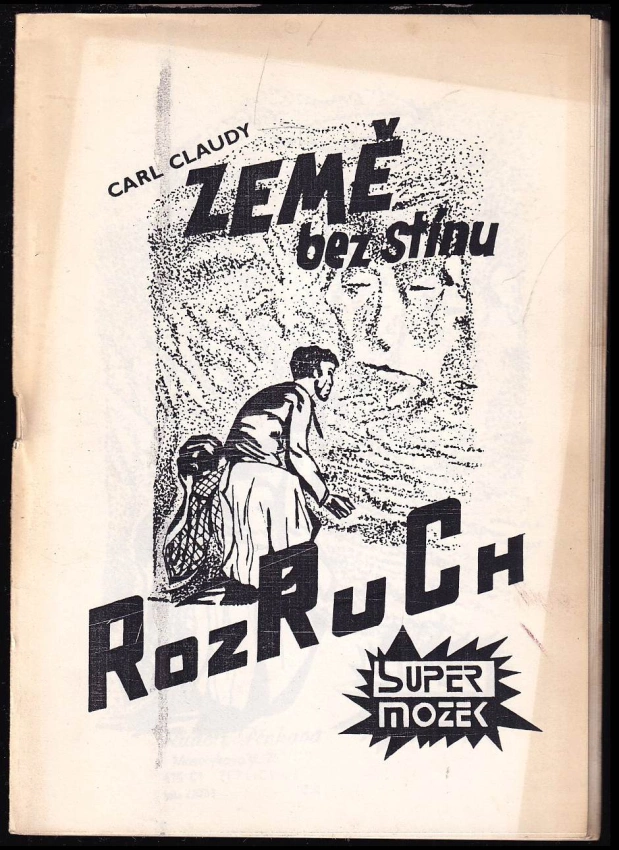 CARL CLAUDY
ZEMĚ
bez stínu
RozRuCH
SUPER
mozek